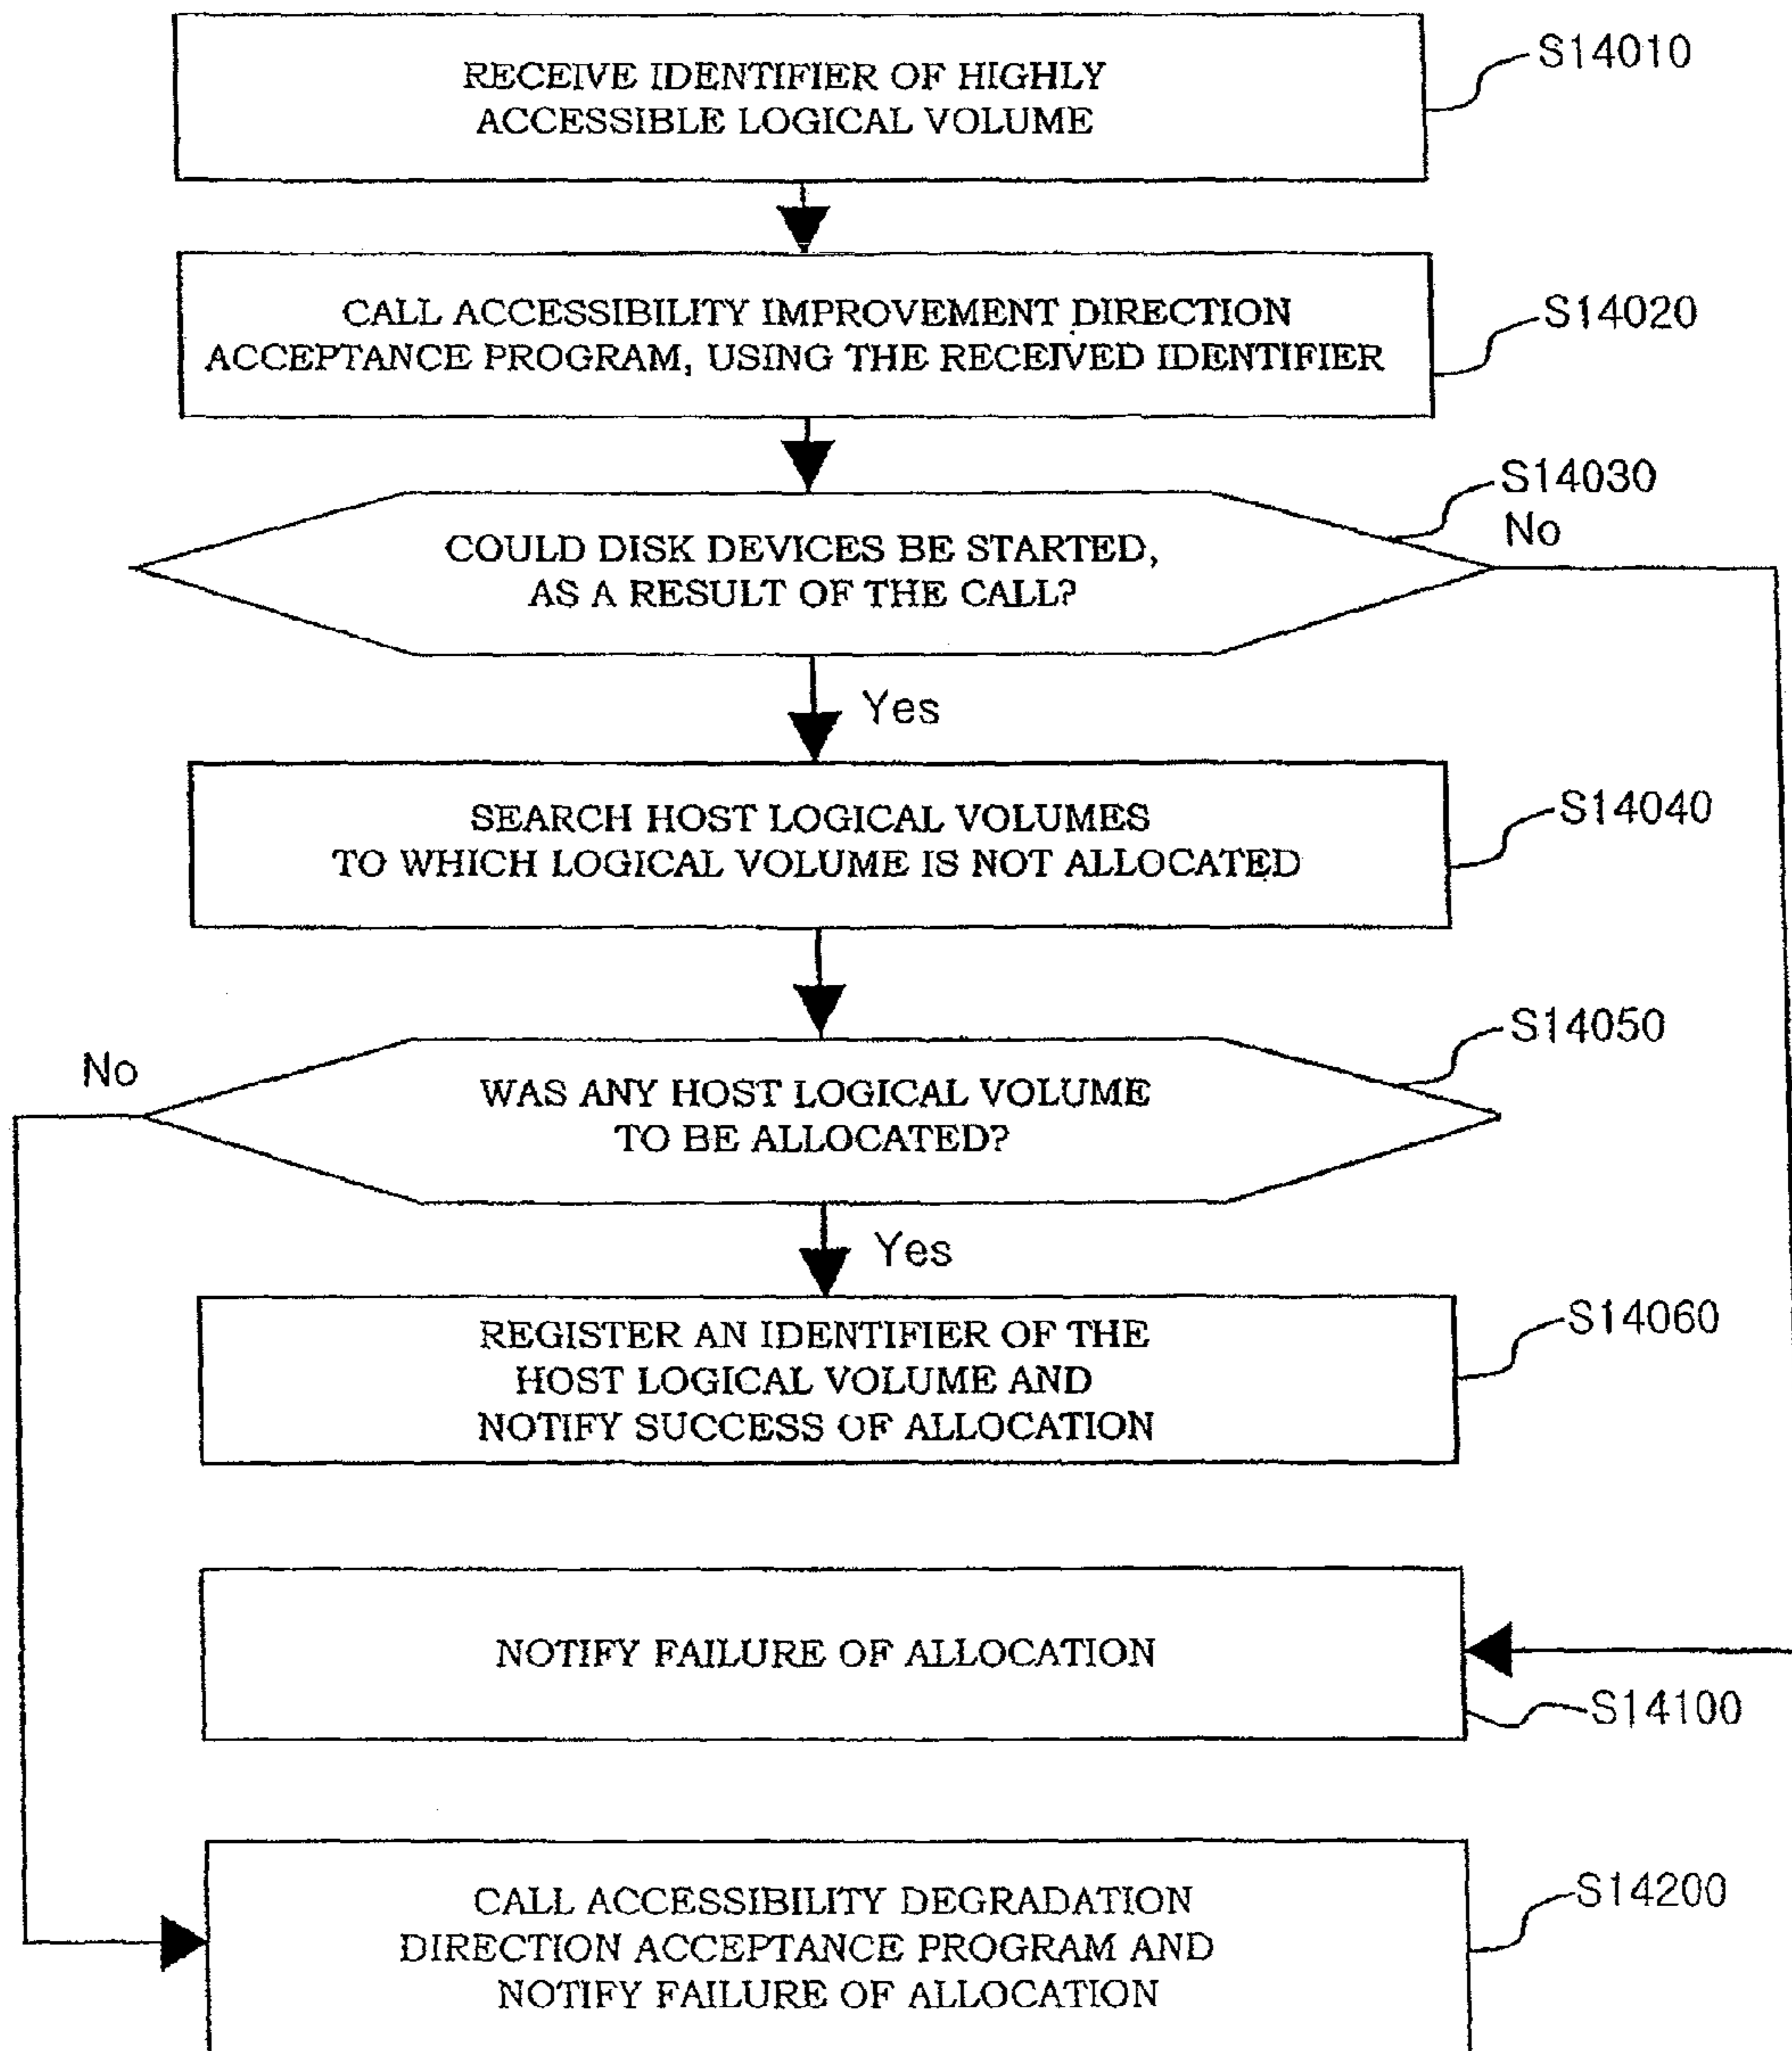 RECEIVE IDENTIFIER OF HIGHLY
ACCESSIBLE LOGICAL VOLUME
S14010
CALL ACCESSIBILITY IMPROVEMENT DIRECTION
ACCEPTANCE PROGRAM, USING THE RECEIVED IDENTIFIER
S14020
COULD DISK DEVICES BE STARTED,
AS A RESULT OF THE CALL?
S14030
No
Yes
SEARCH HOST LOGICAL VOLUMES
TO WHICH LOGICAL VOLUME IS NOT ALLOCATED
S14040
WAS ANY HOST LOGICAL VOLUME
TO BE ALLOCATED?
S14050
No
Yes
REGISTER AN IDENTIFIER OF THE
HOST LOGICAL VOLUME AND
NOTIFY SUCCESS OF ALLOCATION
S14060
NOTIFY FAILURE OF ALLOCATION
S14100
CALL ACCESSIBILITY DEGRADATION
DIRECTION ACCEPTANCE PROGRAM AND
NOTIFY FAILURE OF ALLOCATION
S14200